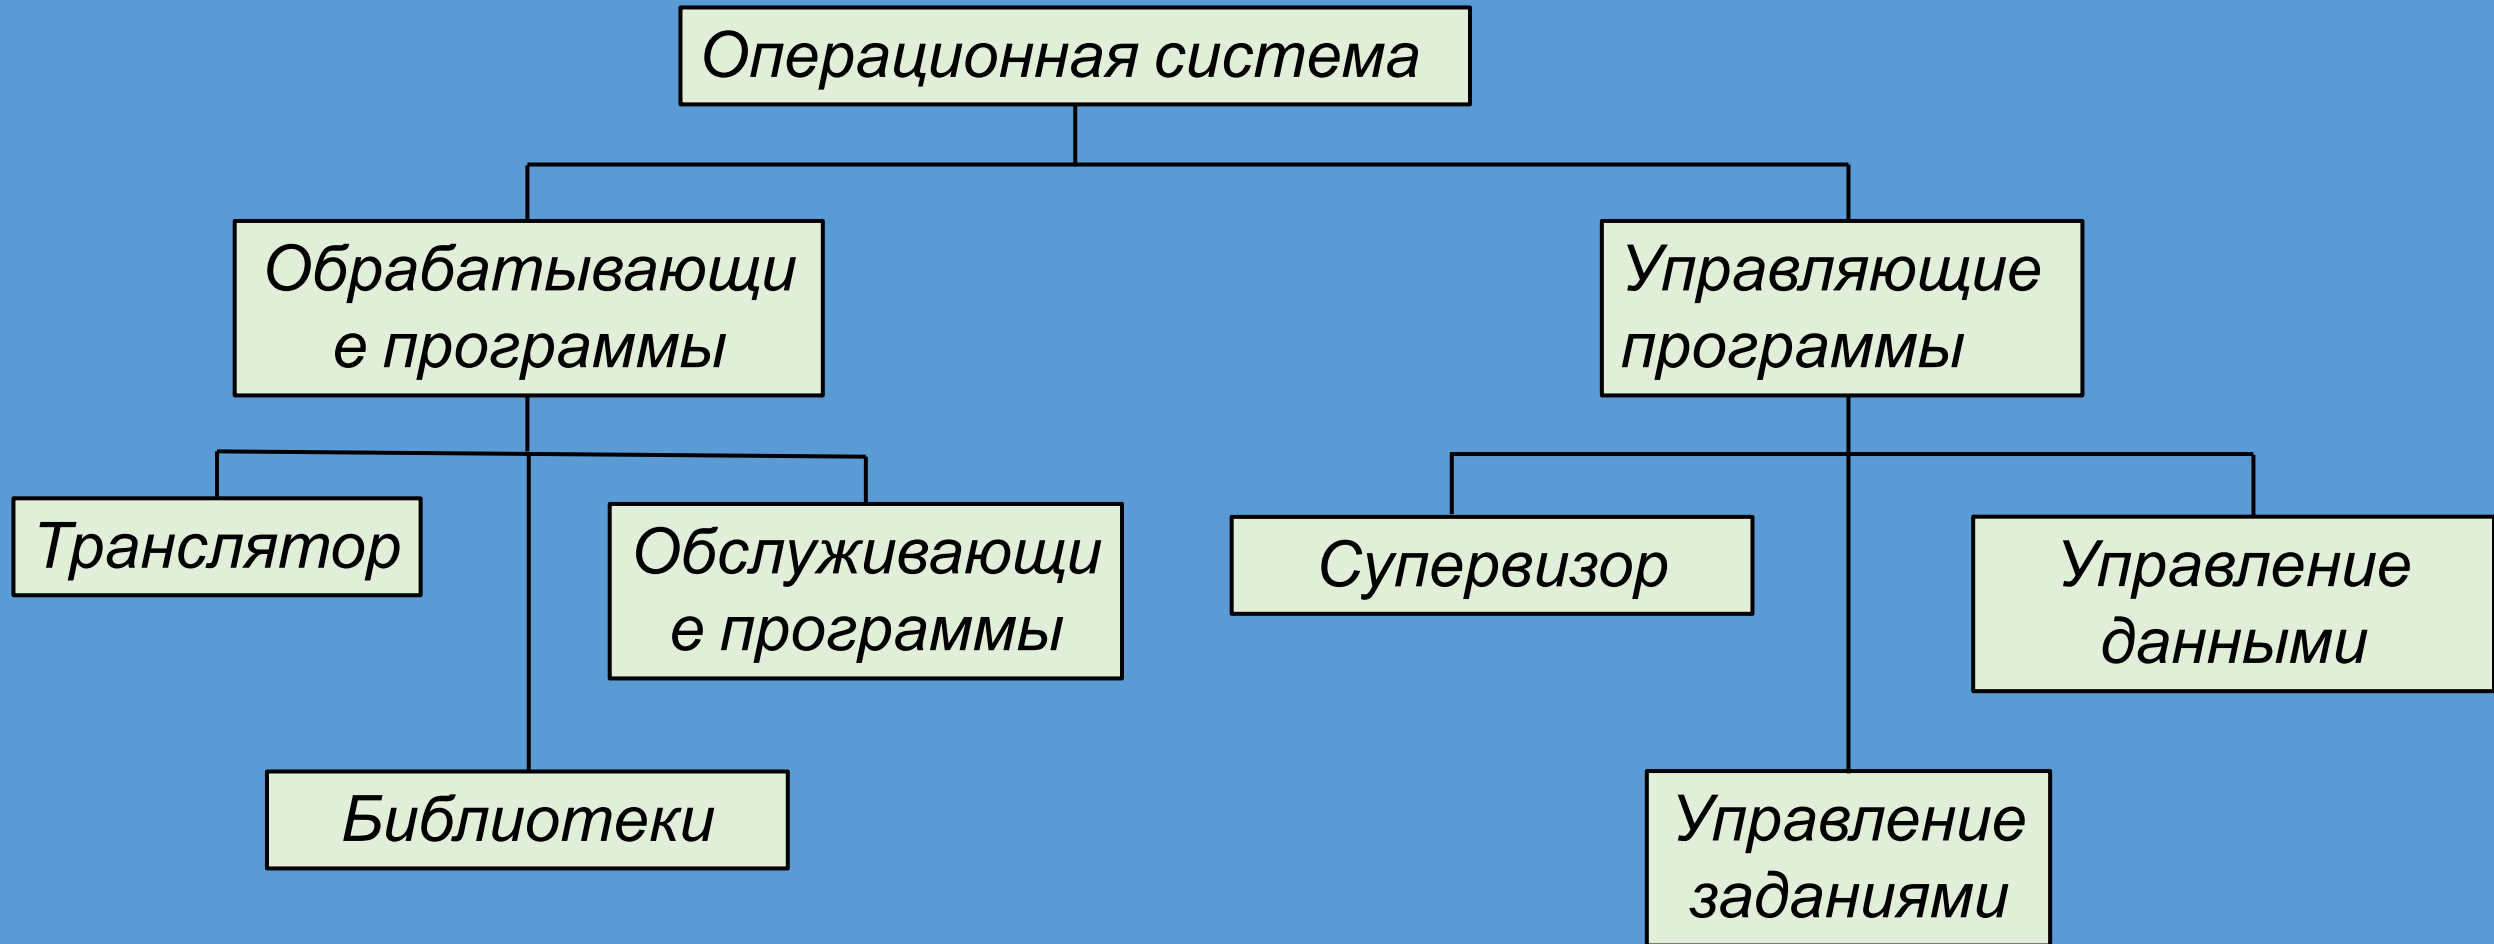 Операционная система
Обрабатывающи
е программы
Управляющие
программы
Транслятор
Обслуживающи
е программы
Супервизор
Управление
данными
Библиотеки
Управление
заданиями